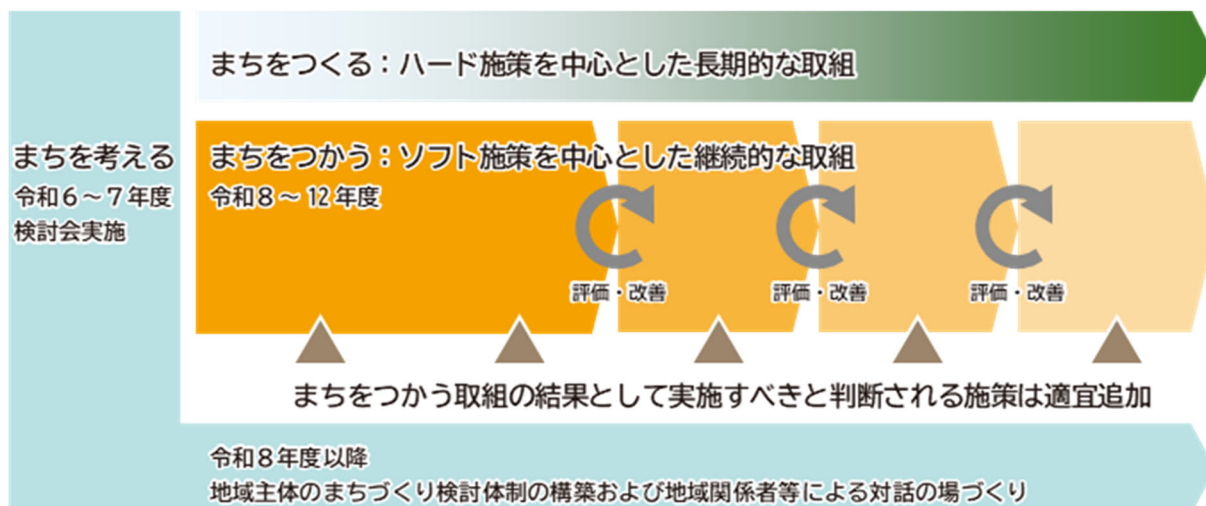 まちを考える
令和6~7年度
検討会実施
まちをつくる:ハード施策を中心とした長期的な取組
まちをつかう:ソフト施策を中心とした継続的な取組
令和8~12年度
評価・改善
評価・改善
評価・改善
まちをつかう取組の結果として実施すべきと判断される施策は適宜追加
令和8年度以降
地域主体のまちづくり検討体制の構築および地域関係者等による対話の場づくり